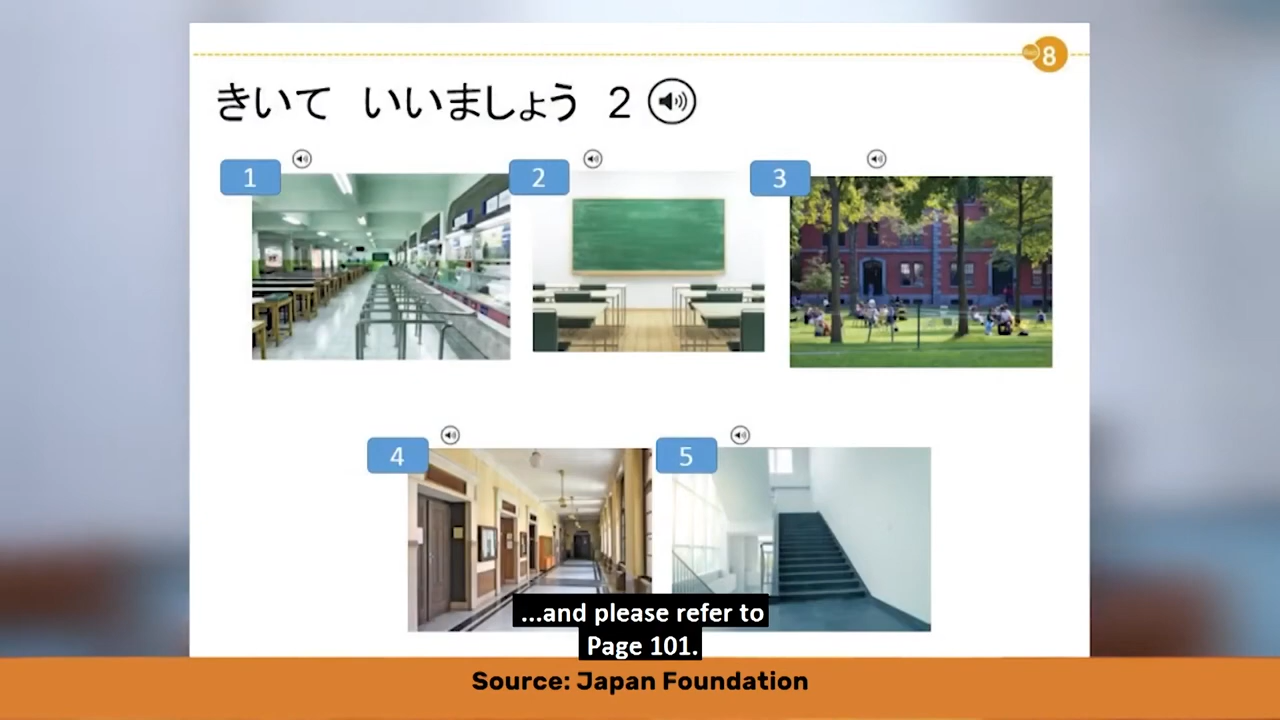 8
きいて いいましょう 2
1
2
3
4
5
...and please refer to
Page 101.
Source: Japan Foundation